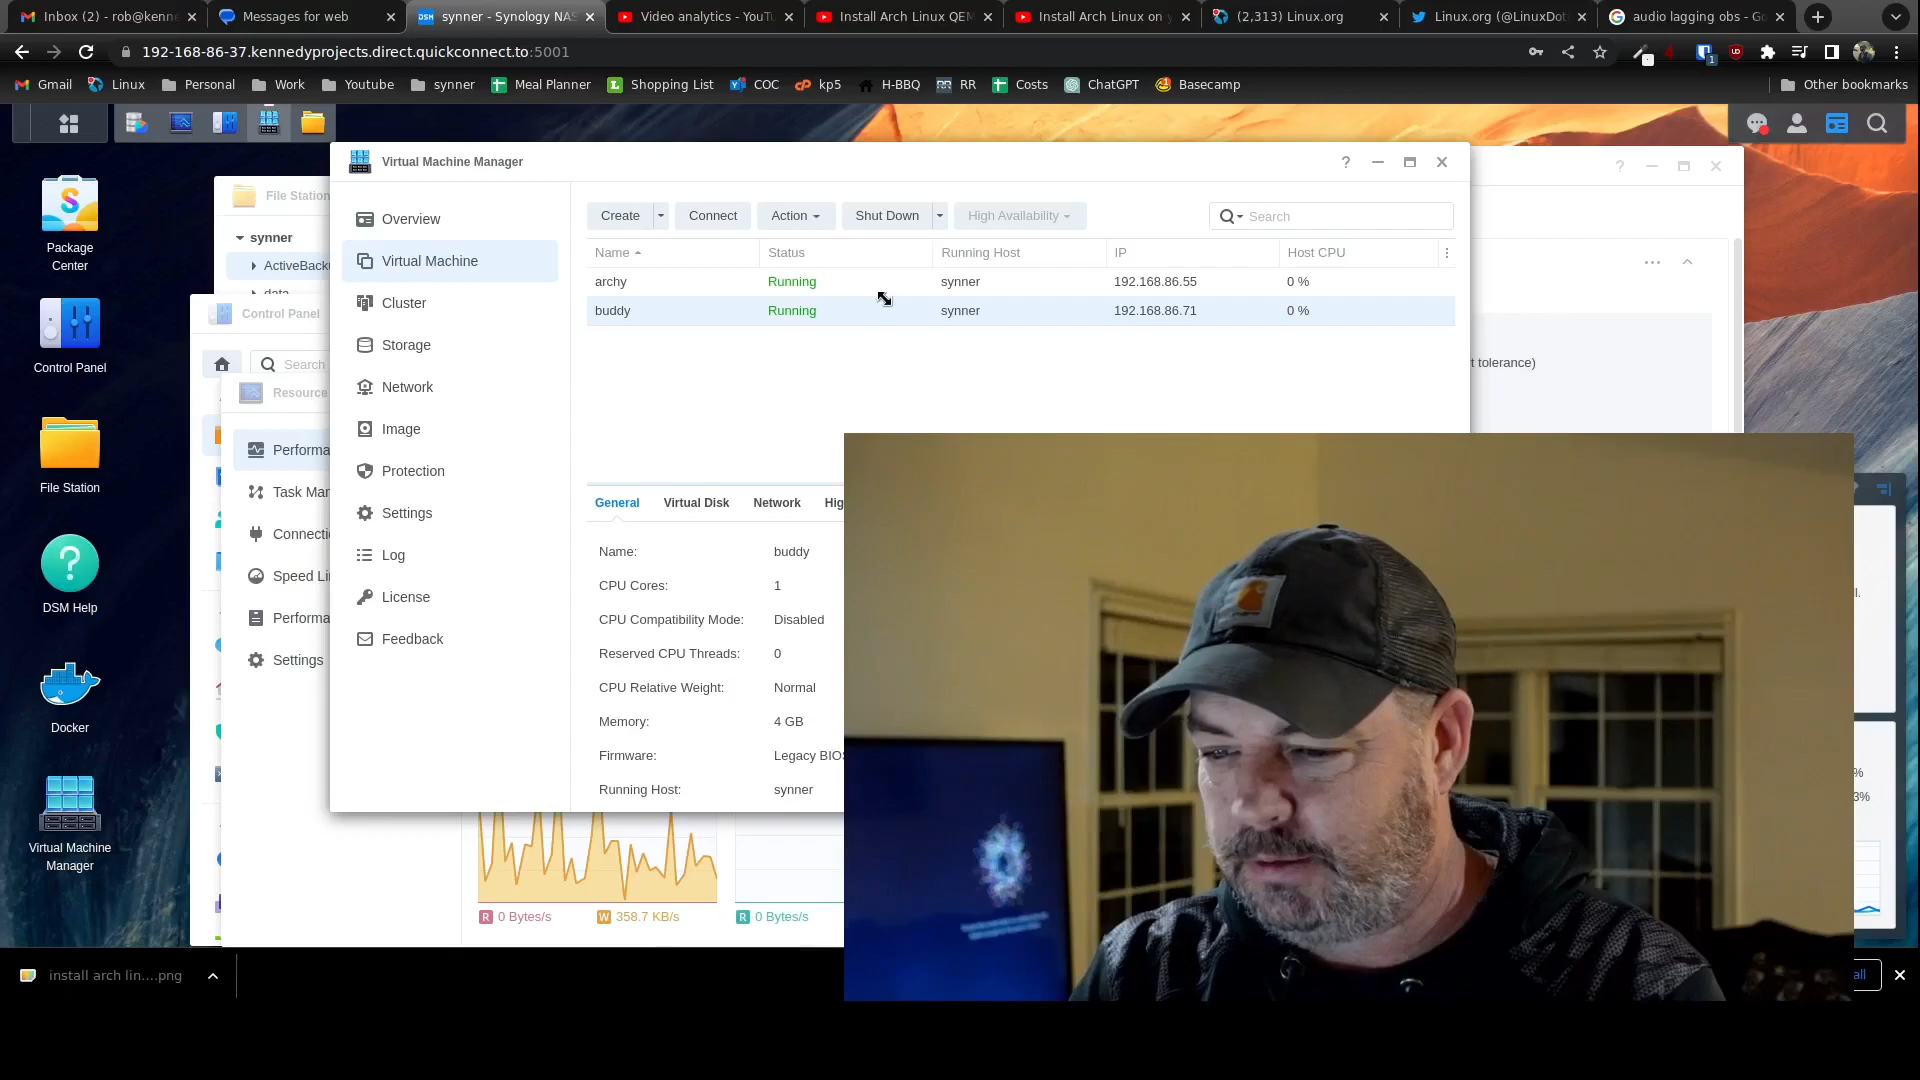 Inbox (2) - rob@kenne
Messages for web
synner - Synology NAS
Video analytics - YouTu
Install Arch Linux QEM
Install Arch Linux on y
(2,313) Linux.org
Linux.org (@LinuxDot
audio lagging obs - Go
192-168-86-37.kennedyprojects.direct.quickconnect.to:5001
Gmail
Linux
Personal
Work
Youtube
synner
Meal Planner
Shopping List
COC
kp5
H-BBQ
RR
Costs
ChatGPT
Basecamp
Other bookmarks
Package
Center
Control Panel
File Station
DSM Help
Docker
Virtual Machine
Manager
File Station
synner
ActiveBack
data
Control Panel
Search
Resource
Performa
Task Man
Connecti
Speed Li
Performa
Settings
Virtual Machine Manager
Overview
Virtual Machine
Cluster
Storage
Network
Image
Protection
Settings
Log
License
Feedback
Create
Connect
Action
Shut Down
High Availability
Search
Name Status Running Host IP Host CPU
archy Running synner 192.168.86.55 0 %
buddy Running synner 192.168.86.71 0 %
General Virtual Disk Network Hig
Name: buddy
CPU Cores: 1
CPU Compatibility Mode: Disabled
Reserved CPU Threads: 0
CPU Relative Weight: Normal
Memory: 4 GB
Firmware: Legacy BIOS
Running Host: synner
t tolerance)
l.
%
3%
R 0 Bytes/s W 358.7 KB/s R 0 Bytes/s
install arch lin....png
all